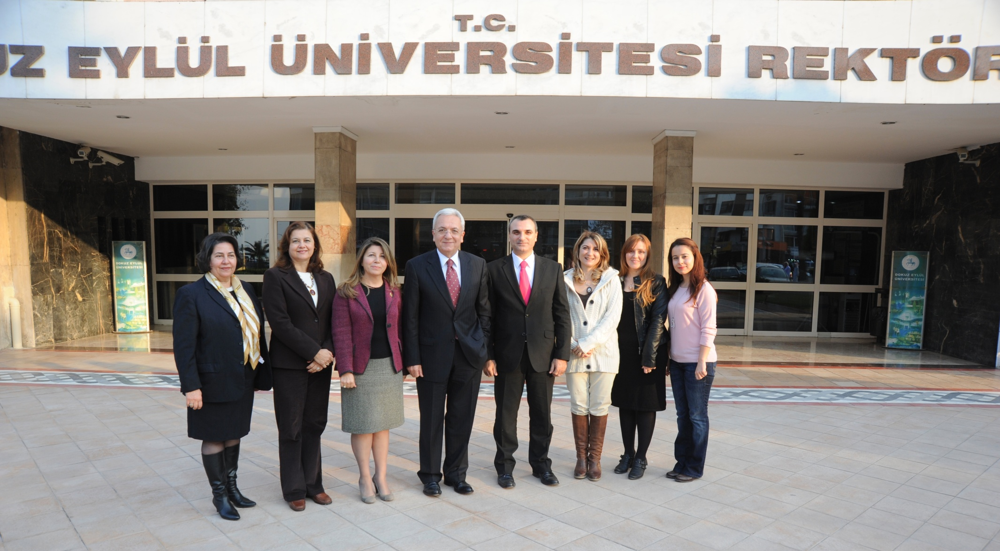 T.C.
UZ EYLÜL ÜNİVERSİTESİ REKTÖR
DOKUZ EYLÜL
ÜNİVERSİTESİ
DOKUZ EYLÜL
ÜNİVERSİTESİ